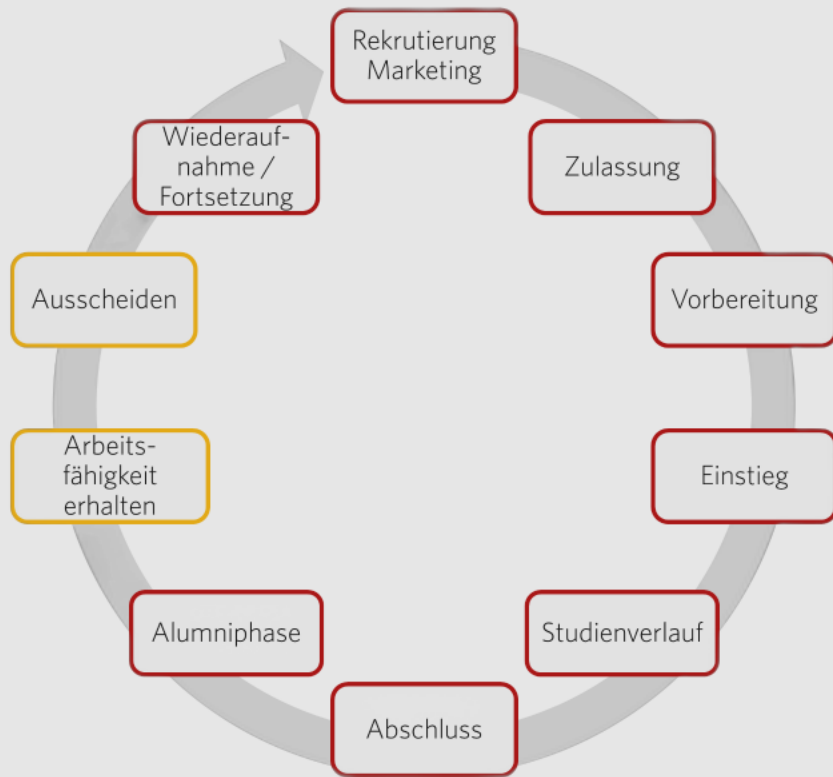 Rekrutierung
Marketing
Zulassung
Vorbereitung
Einstieg
Studienverlauf
Abschluss
Alumniphase
Arbeits-
fähigkeit
erhalten
Ausscheiden
Wiederauf-
nahme /
Fortsetzung